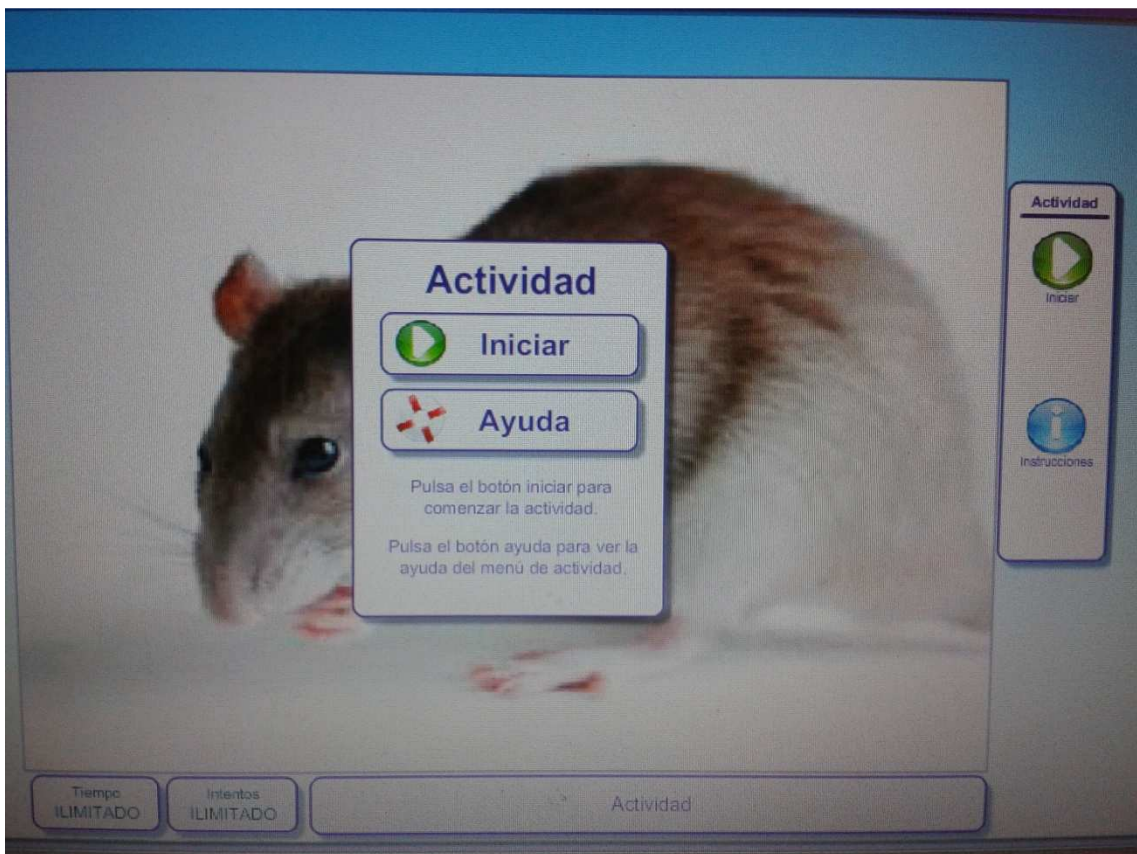 Actividad
Iniciar
Ayuda
Pulsa el botón iniciar para
comenzar la actividad.
Pulsa el botón ayuda para ver la
ayuda del menú de actividad.
Actividad
Iniciar
Instrucciones
Tiempo
ILIMITADO
Intentos
ILIMITADO
Actividad